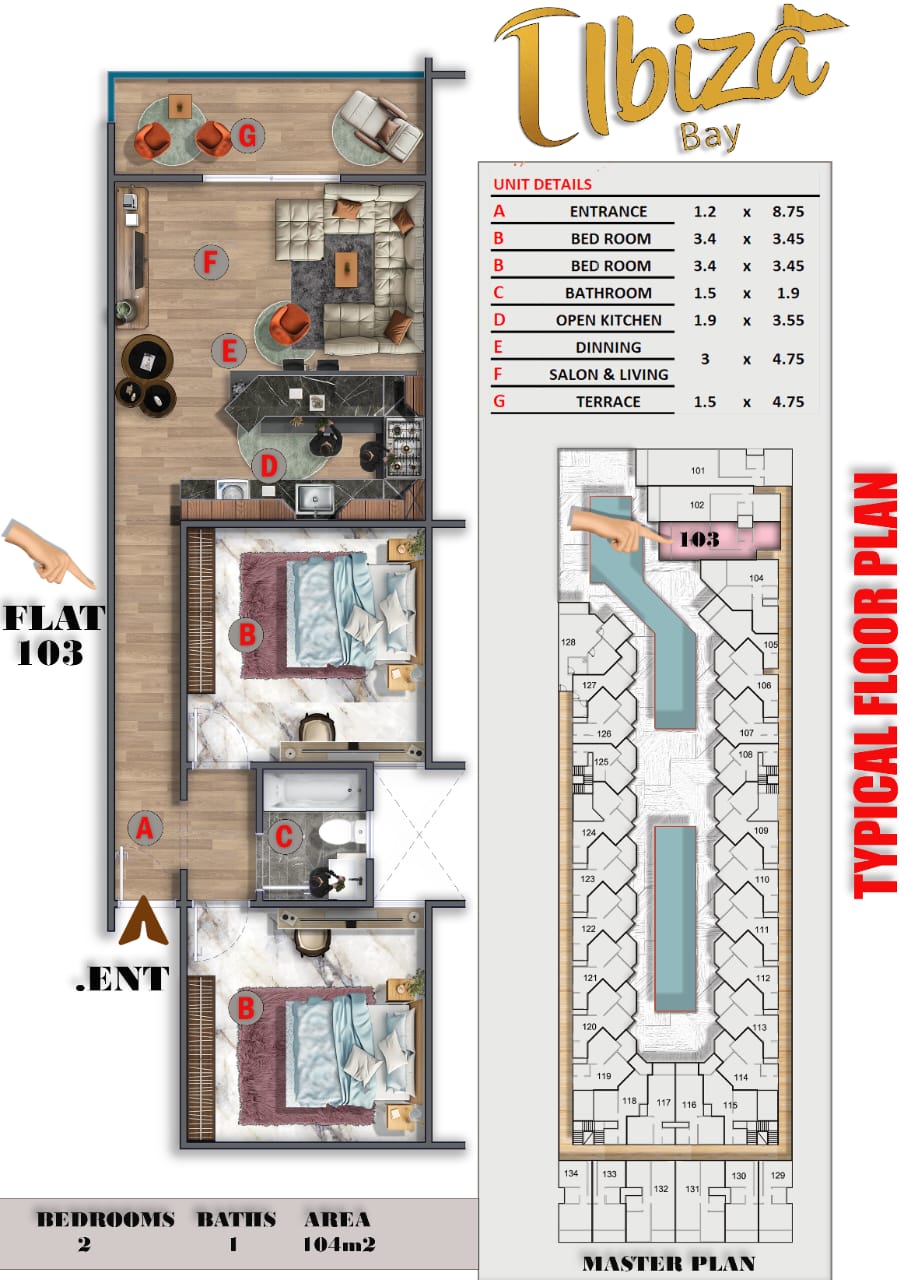 Ubiza
Bay
UNIT DETAILS
A ENTRANCE 1.2 x 8.75
B BED ROOM 3.4 x 3.45
B BED ROOM 3.4 x 3.45
C BATHROOM 1.5 x 1.9
D OPEN KITCHEN 1.9 x 3.55
E DINNING
3 x 4.75
F SALON & LIVING
G TERRACE 1.5 x 4.75
G
F
E
D
B
A
C
B
FLAT
103
.ENT
BEDROOMS BATHS AREA
2 1 104m2
101
102
103
104
128
105
127
106
126
107
125
108
124
109
123
110
122
111
121
112
120
113
119
114
118
117
116
115
134
133
132
131
130
129
MASTER PLAN
TYPICAL FLOOR PLAN